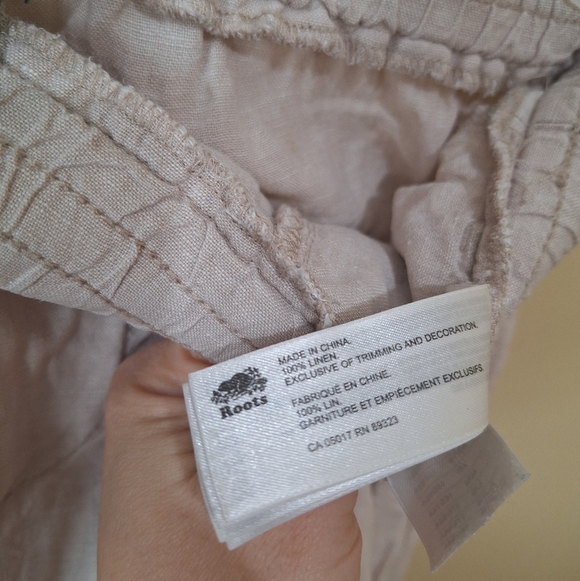 Roots
MADE IN CHINA.
100% LINEN.
EXCLUSIVE OF TRIMMING AND DECORATION.
FABRIQUÉ EN CHINE.
100% LIN.
GARNITURE ET EMPIÈCEMENT EXCLUSIFS
CA 05017 RN 89323